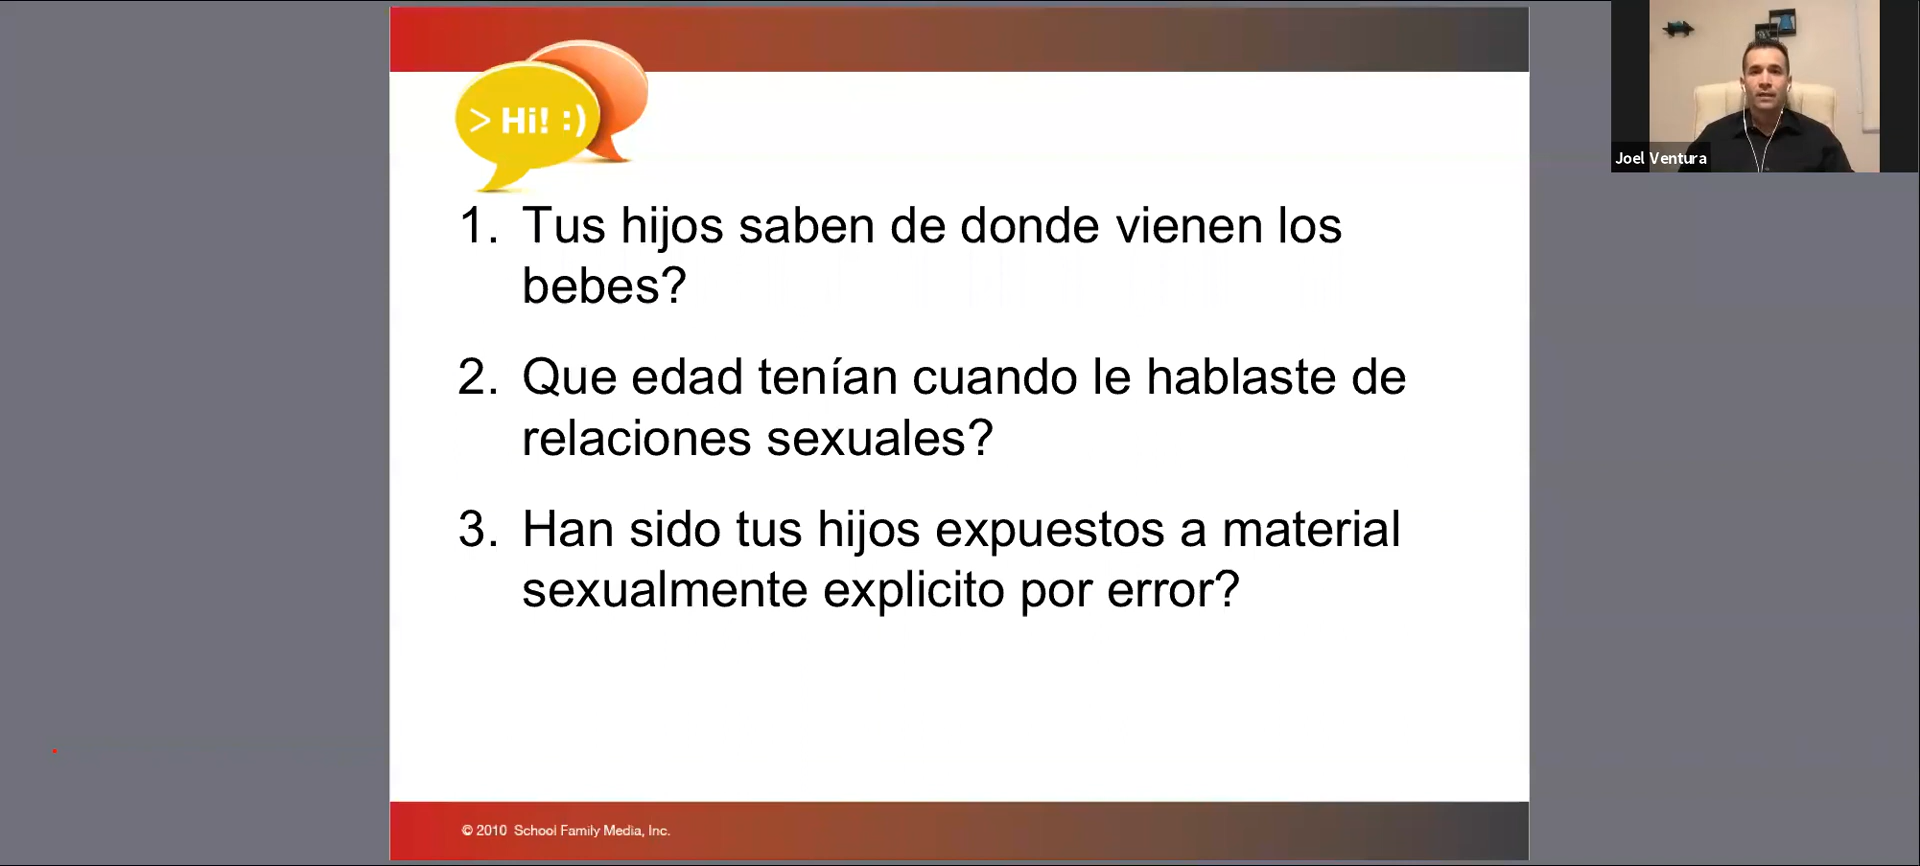 > Hi! :)
Joel Ventura
1. Tus hijos saben de donde vienen los
bebes?
2. Que edad tenían cuando le hablaste de
relaciones sexuales?
3. Han sido tus hijos expuestos a material
sexualmente explicito por error?
© 2010 School Family Media, Inc.